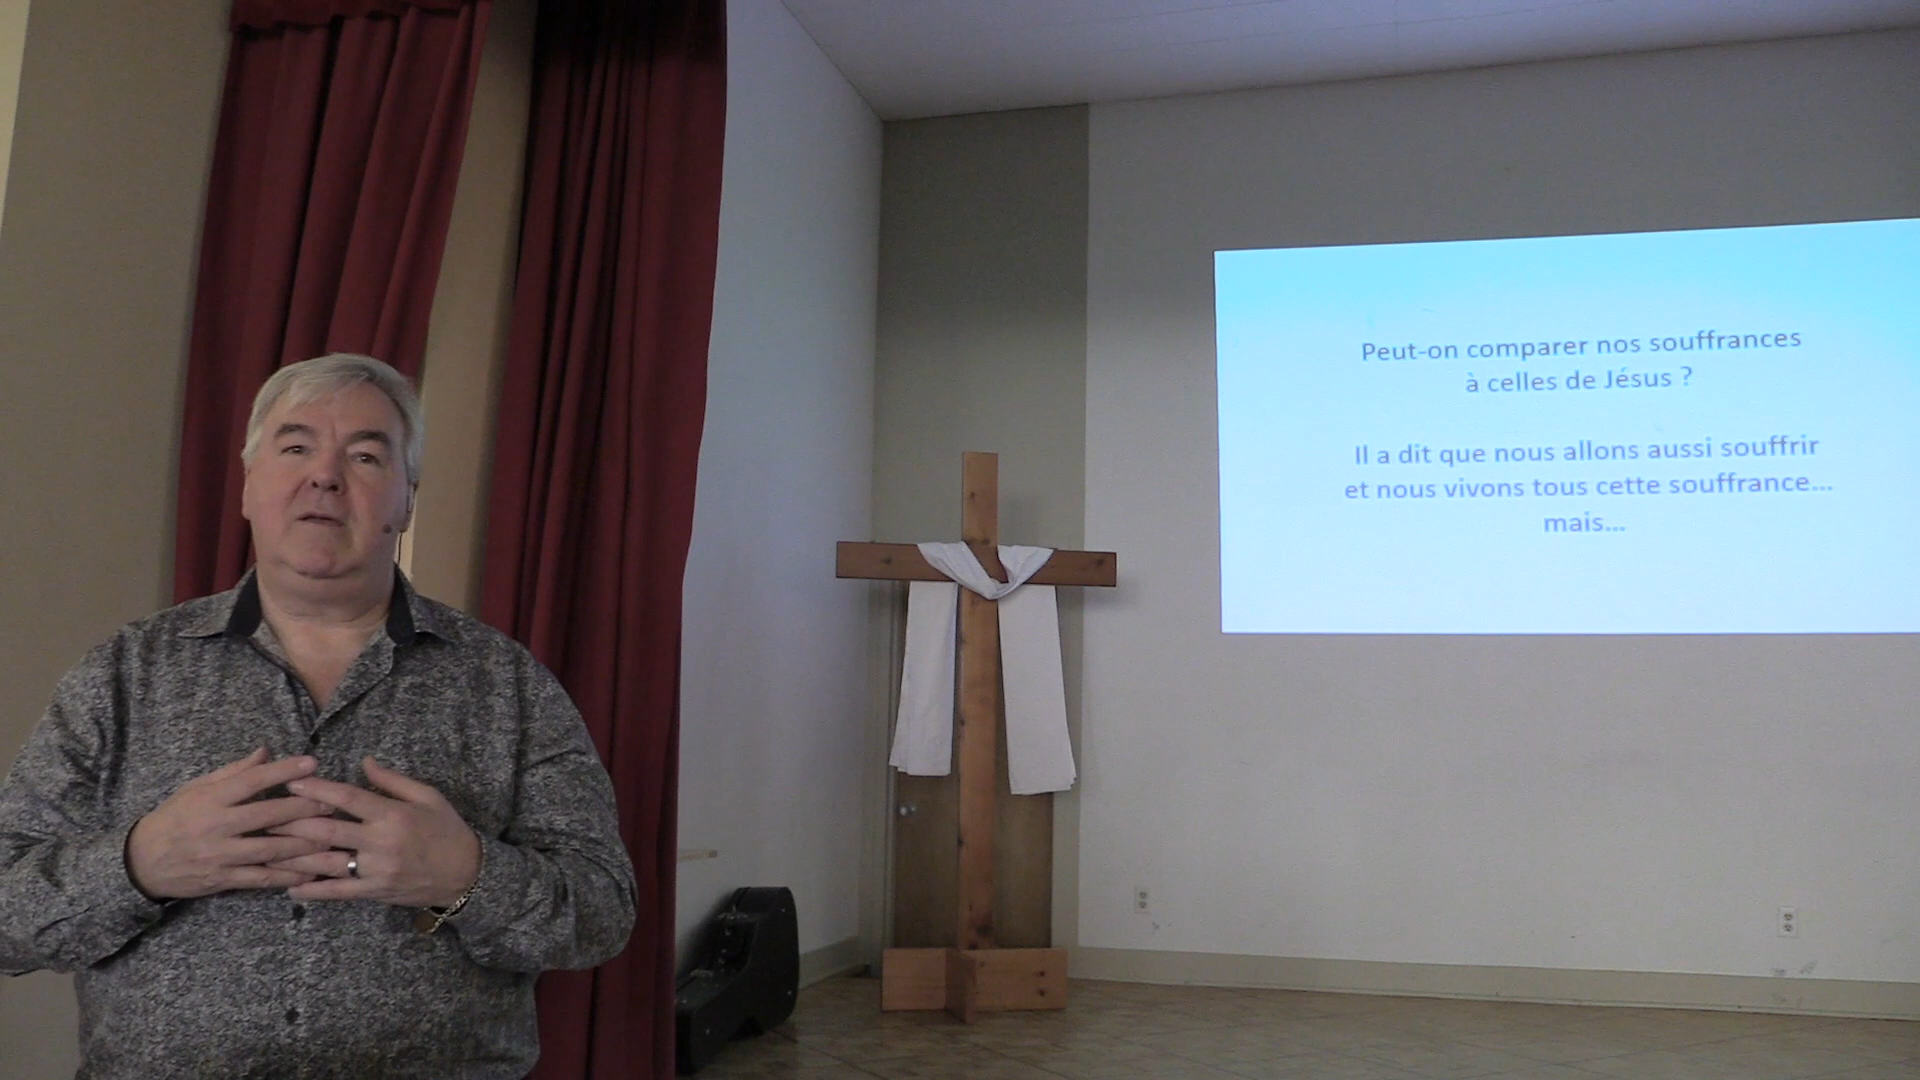 Peut-on comparer nos souffrances
à celles de Jésus ?
Il a dit que nous allons aussi souffrir
et nous vivons tous cette souffrance...
mais...